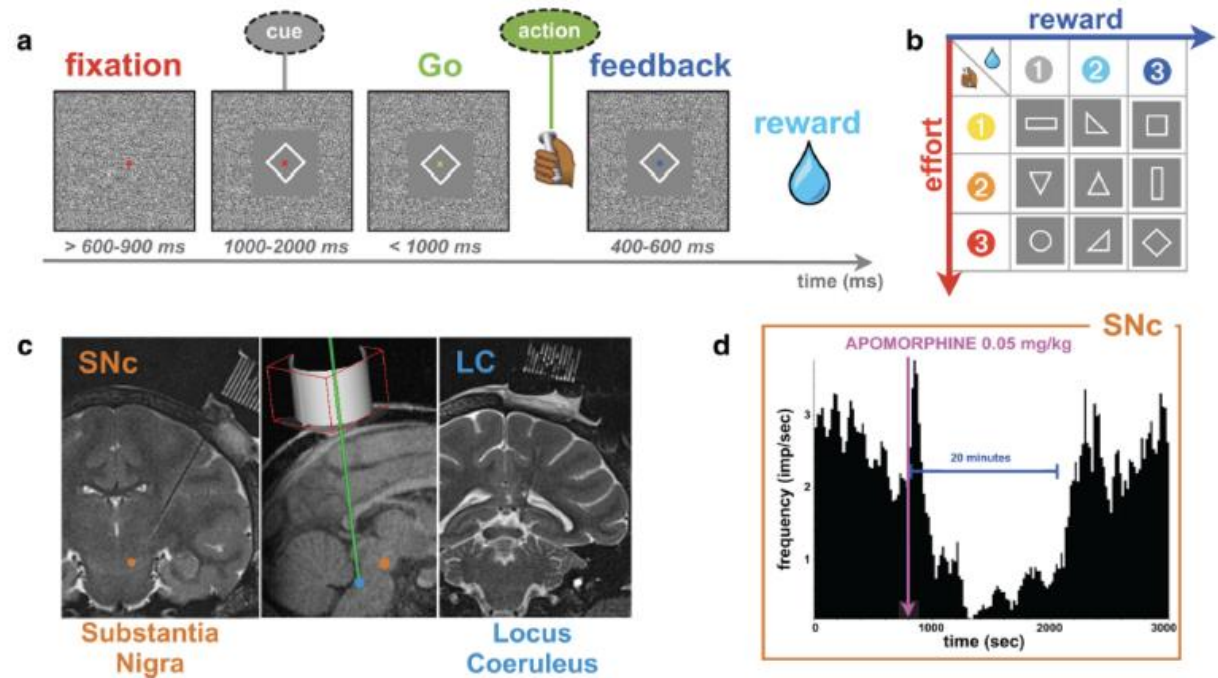 a
cue
action
fixation
Go
feedback
reward
> 600-900 ms
1000-2000 ms
< 1000 ms
400-600 ms
time (ms)
b
reward
effort
1 2 3
1
2
3
c
SNc
LC
Substantia
Nigra
Locus
Coeruleus
d
SNc
APOMORPHINE 0.05 mg/kg
20 minutes
frequency (imp/sec)
3
2
1
0 1000 2000 3000
time (sec)